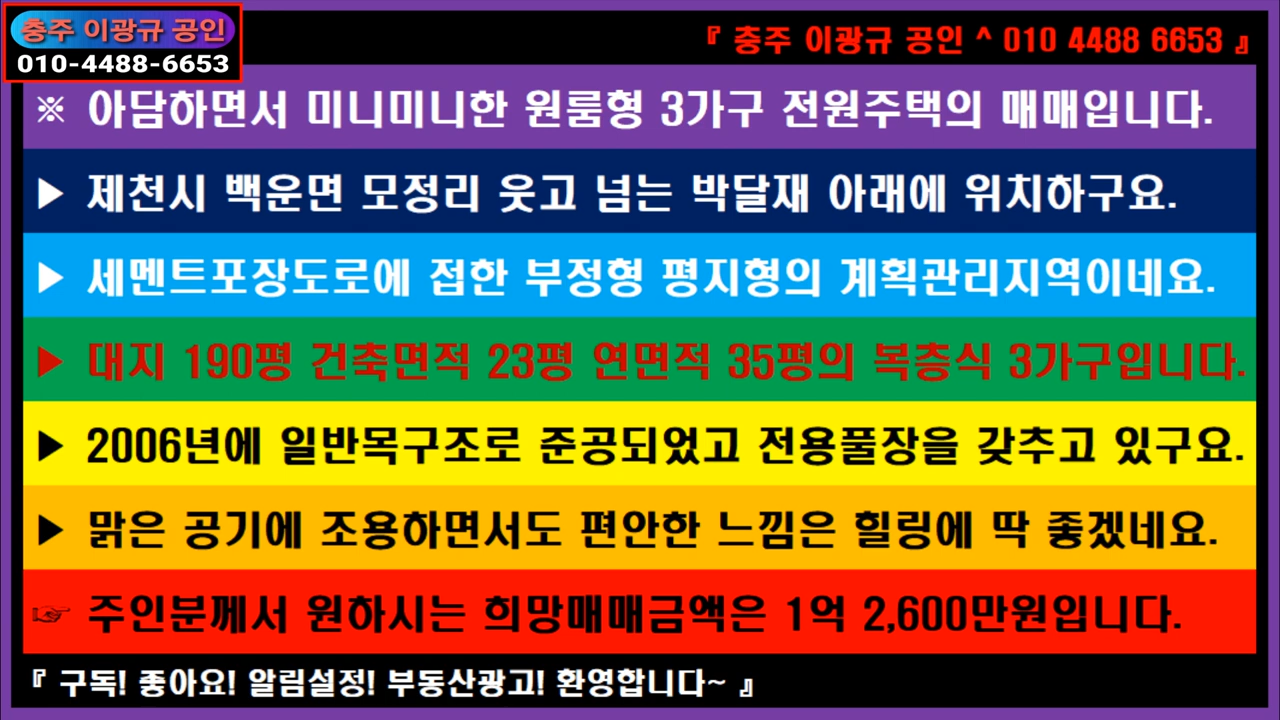 충주 이광규 공인
010-4488-6653
『 충주 이광규 공인 ^ 010 4488 6653 』
※ 아담하면서 미니미니한 원룸형 3가구 전원주택의 매매입니다.
▶ 제천시 백운면 모정리 웃고 넘는 박달재 아래에 위치하구요.
▶ 세멘트포장도로에 접한 부정형 평지형의 계획관리지역이네요.
▶ 대지 190평 건축면적 23평 연면적 35평의 복층식 3가구입니다.
▶ 2006년에 일반목구조로 준공되었고 전용풀장을 갖추고 있구요.
▶ 맑은 공기에 조용하면서도 편안한 느낌은 힐링에 딱 좋겠네요.
☞ 주인분께서 원하시는 희망매매금액은 1억 2,600만원입니다.
『 구독! 좋아요! 알림설정! 부동산광고! 환영합니다~ 』